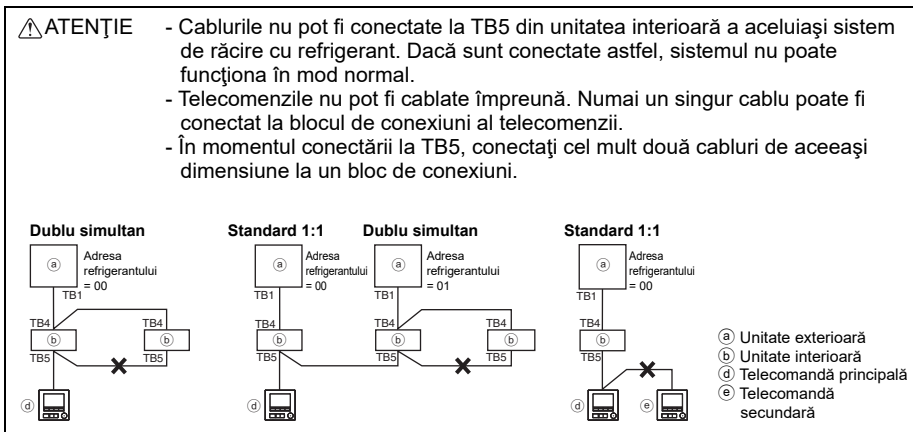 ⚠ATENŢIE - Cablurile nu pot fi conectate la TB5 din unitatea interioară a aceluiaşi sistem
de răcire cu refrigerant. Dacă sunt conectate astfel, sistemul nu poate
funcţiona în mod normal.
- Telecomenzile nu pot fi cablate împreună. Numai un singur cablu poate fi
conectat la blocul de conexiuni al telecomenzii.
- În momentul conectării la TB5, conectaţi cel mult două cabluri de aceeaşi
dimensiune la un bloc de conexiuni.
Dublu simultan
ⓐ
Adresa
refrigerantului
= 00
TB1
TB4 TB4
ⓑ ⓑ
TB5 TB5
ⓓ
Standard 1:1 Dublu simultan
ⓐ
Adresa
refrigerantului
= 00
TB1
ⓐ
Adresa
refrigerantului
= 01
TB1
TB4 TB4 TB4
ⓑ ⓑ ⓑ
TB5 TB5 TB5
ⓓ
Standard 1:1
ⓐ
Adresa
refrigerantului
= 00
TB1
TB4
ⓑ
TB5
ⓓ ⓔ
ⓐ Unitate exterioară
ⓑ Unitate interioară
ⓓ Telecomandă principală
ⓔ Telecomandă
secundară